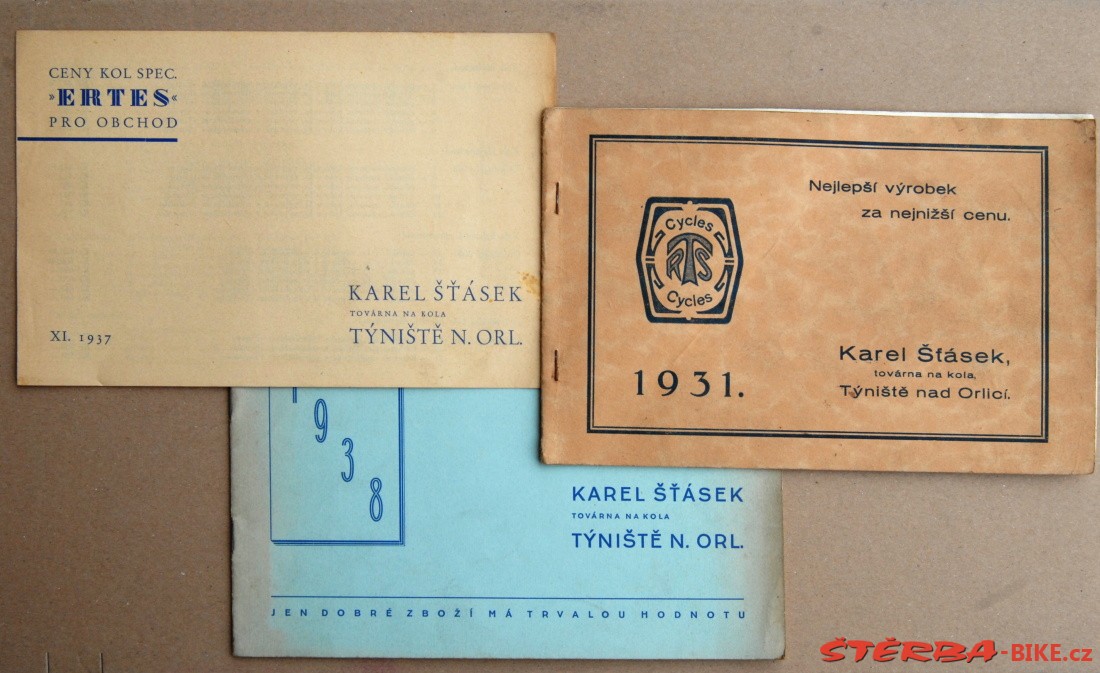 CENY KOL SPEC.
»ERTES«
PRO OBCHOD
KAREL ŠŤÁSEK
TOVÁRNA NA KOLA
TÝNIŠTĚ N. ORL.
XI. 1937
Nejlepší výrobek
za nejnižší cenu.
Cycles
RTS
Cycles
1931.
Karel Šťásek,
továrna na kola,
Týniště nad Orlicí.
1
9
3
8
KAREL ŠŤÁSEK
TOVÁRNA NA KOLA
TÝNIŠTĚ N. ORL.
JEN DOBRÉ ZBOŽÍ MÁ TRVALOU HODNOTU
ŠTĚRBA-BIKE.cz